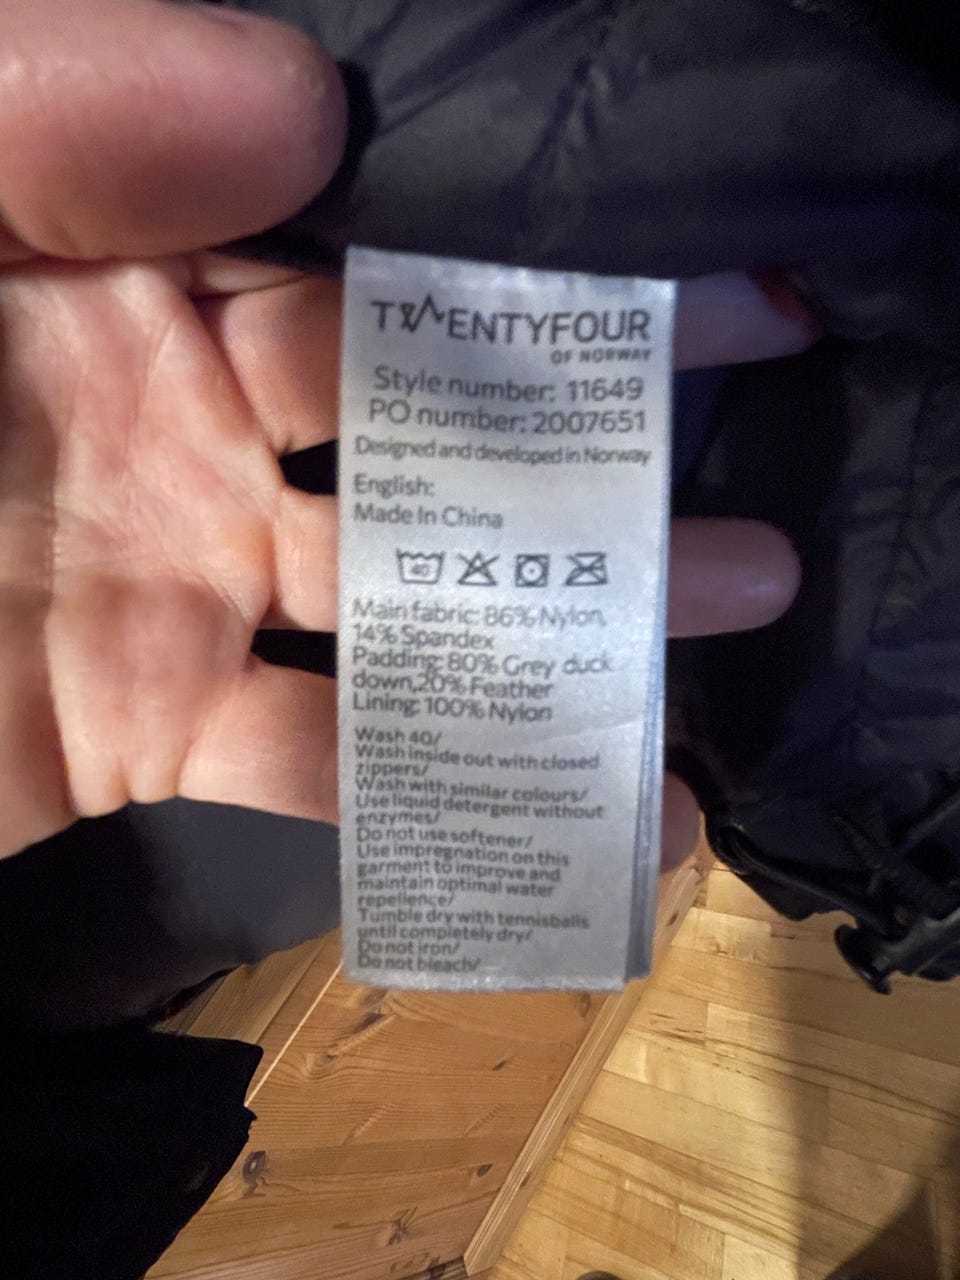 TWENTYFOUR
OF NORWAY
Style number: 11649
PO number: 2007651
Designed and developed in Norway
English:
Made In China
40
Main fabric: 86% Nylon,
14% Spandex
Padding: 80% Grey duck
down,20% Feather
Lining: 100% Nylon
Wash 40/
Wash inside out with closed
zippers/
Wash with similar colours/
Use liquid detergent without
enzymes/
Do not use softener/
Use impregnation on this
garment to improve and
maintain optimal water
repellence/
Tumble dry with tennisballs
until completely dry/
Do not iron/
Do not bleach/